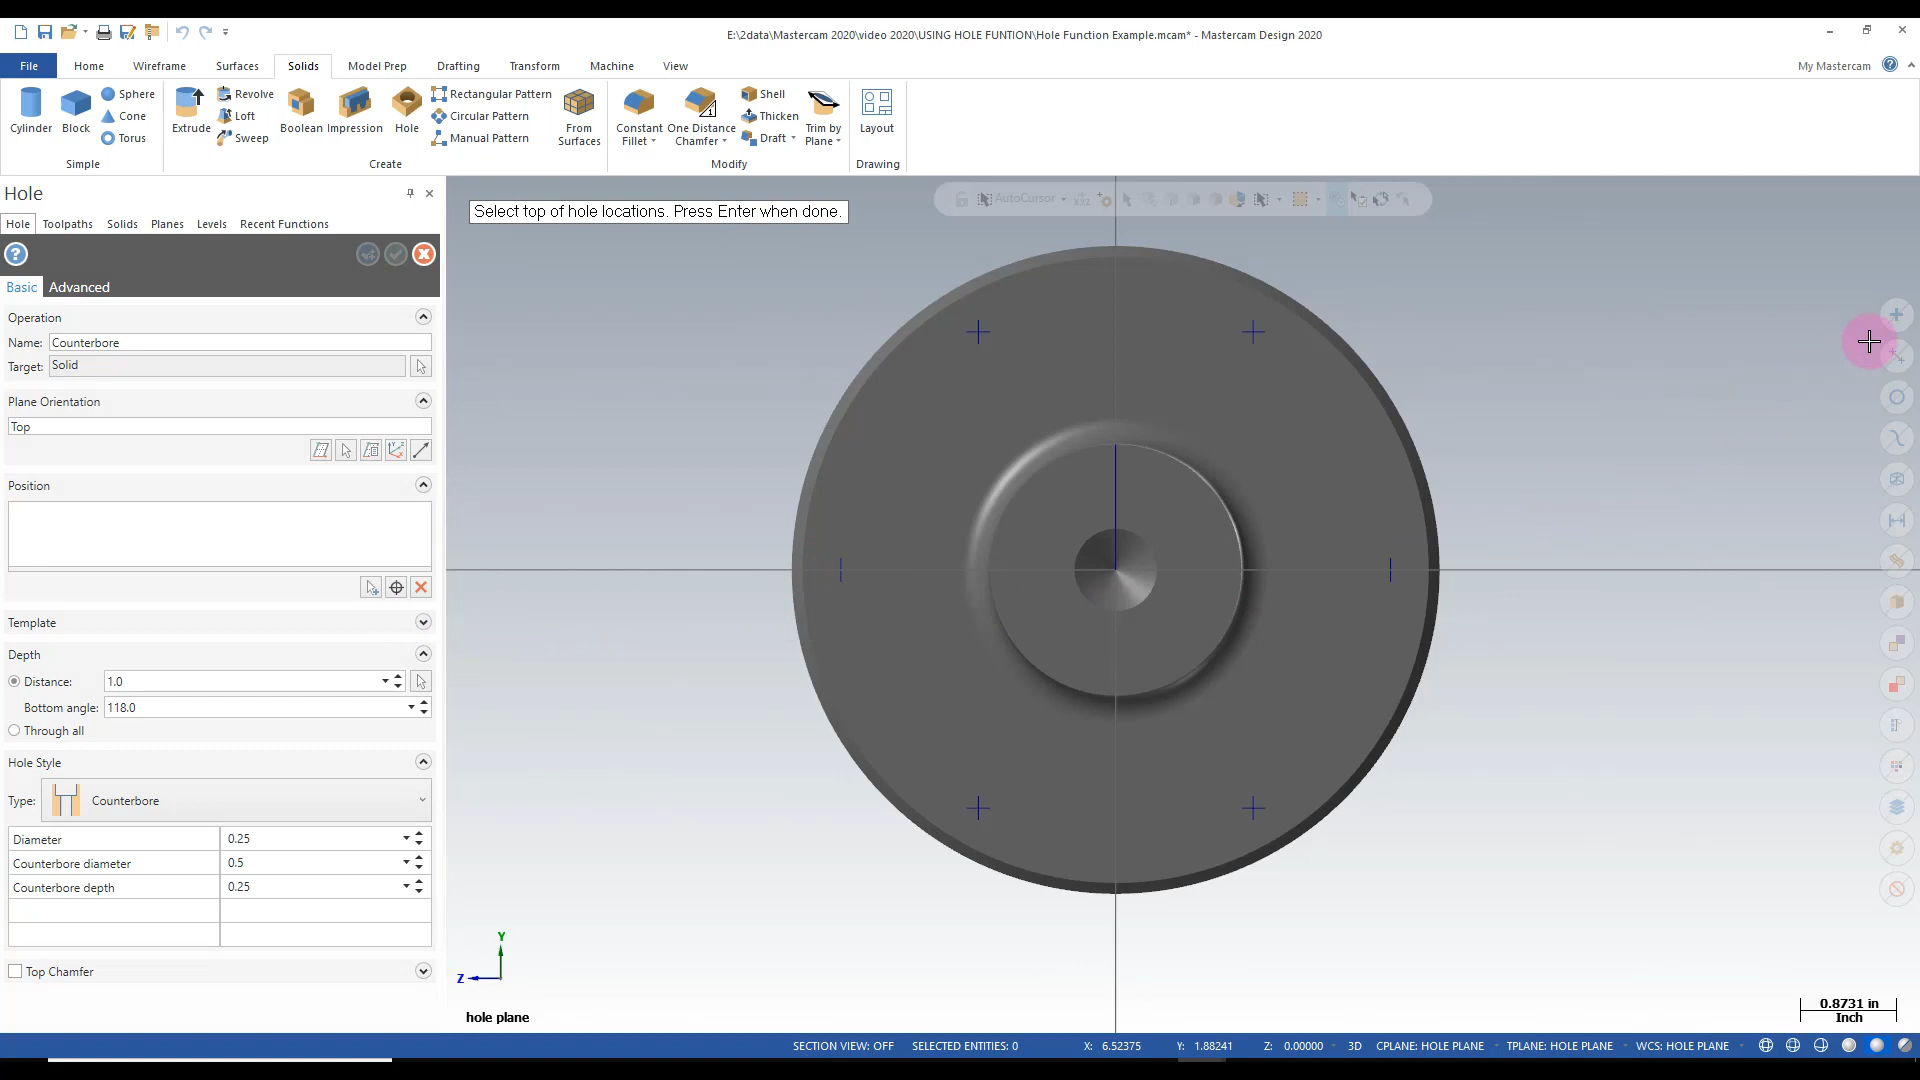 E:\2data\Mastercam 2020\video 2020\USING HOLE FUNTION\Hole Function Example.mcam* - Mastercam Design 2020
File Home Wireframe Surfaces Solids Model Prep Drafting Transform Machine View My Mastercam
Cylinder Block Sphere Cone Torus
Simple
Extrude Revolve Loft Sweep Boolean Impression Hole Rectangular Pattern Circular Pattern Manual Pattern From Surfaces
Create
Constant Fillet One Distance Chamfer Shell Thicken Draft Trim by Plane
Modify
Layout
Drawing
Hole
Hole Toolpaths Solids Planes Levels Recent Functions
Basic Advanced
Operation
Name: Counterbore
Target: Solid
Plane Orientation
Top
Position
Template
Depth
Distance: 1.0
Bottom angle: 118.0
Through all
Hole Style
Type: Counterbore
Diameter 0.25
Counterbore diameter 0.5
Counterbore depth 0.25
Top Chamfer
Select top of hole locations. Press Enter when done.
AutoCursor
Y
Z
hole plane
0.8731 in
Inch
SECTION VIEW: OFF SELECTED ENTITIES: 0 X: 6.52375 Y: 1.88241 Z: 0.00000 3D CPLANE: HOLE PLANE TPLANE: HOLE PLANE WCS: HOLE PLANE